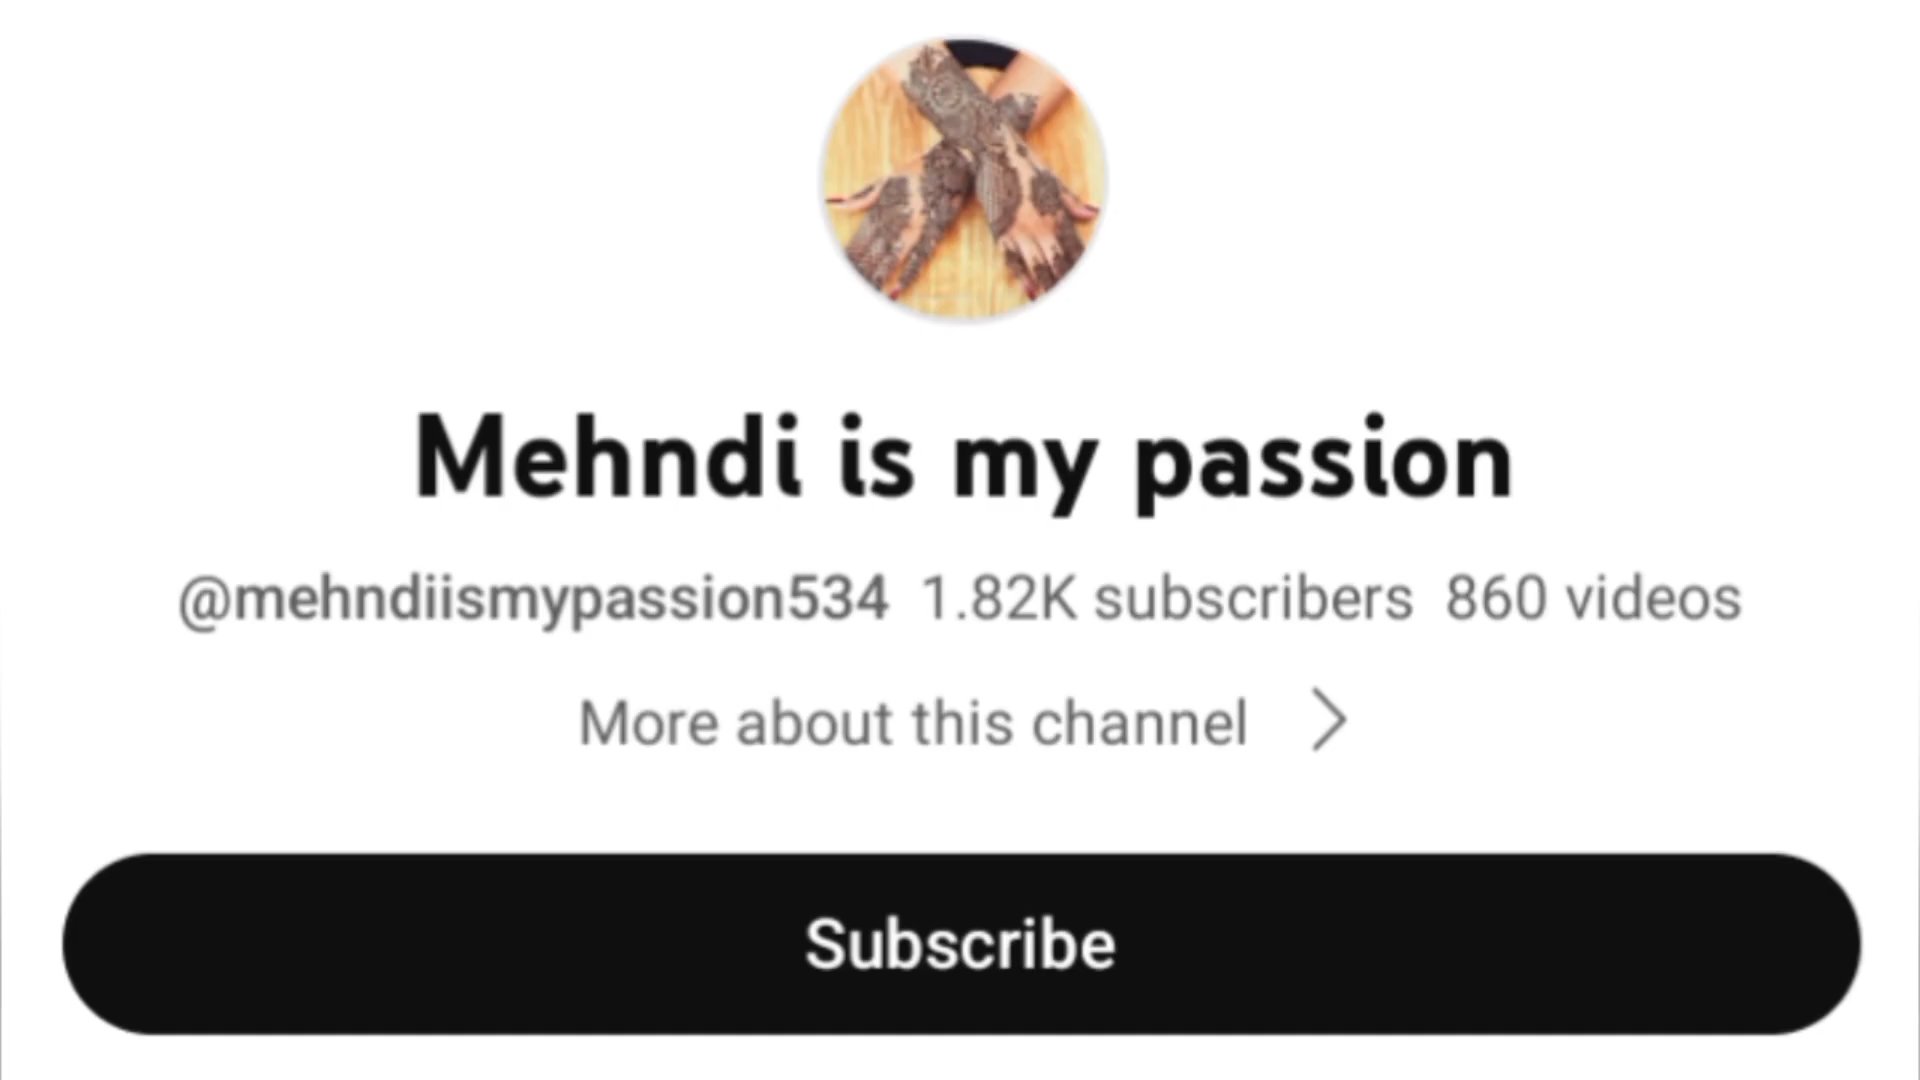 Mehndi is my passion
@mehndiismypassion534 1.82K subscribers 860 videos
More about this channel
Subscribe